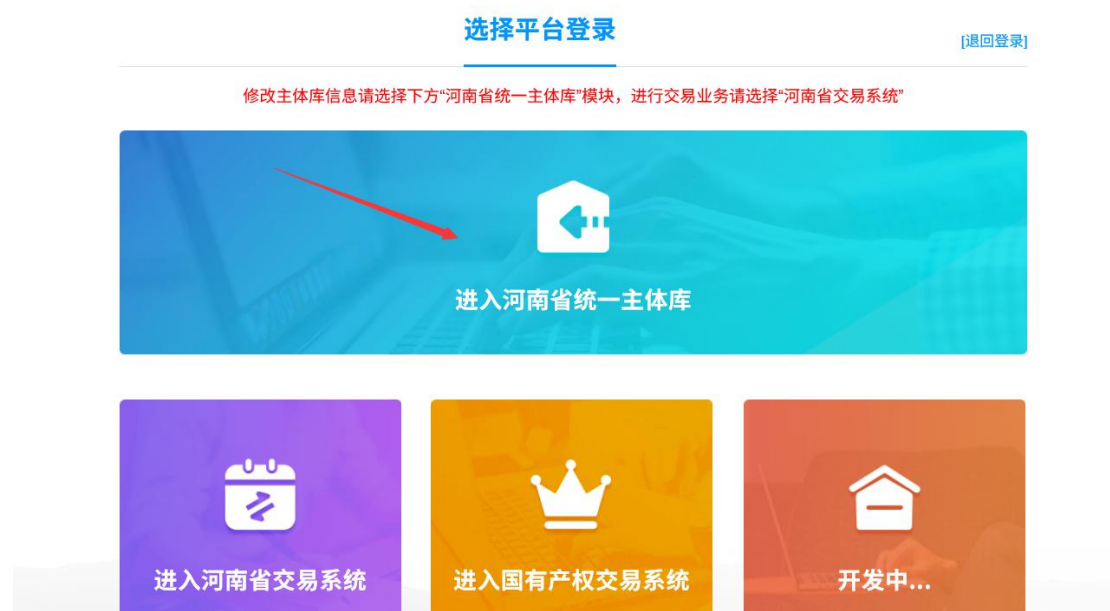 选择平台登录
[退回登录]
修改主体库信息请选择下方“河南省统一主体库”模块，进行交易业务请选择“河南省交易系统”
进入河南省统一主体库
进入河南省交易系统
进入国有产权交易系统
开发中...